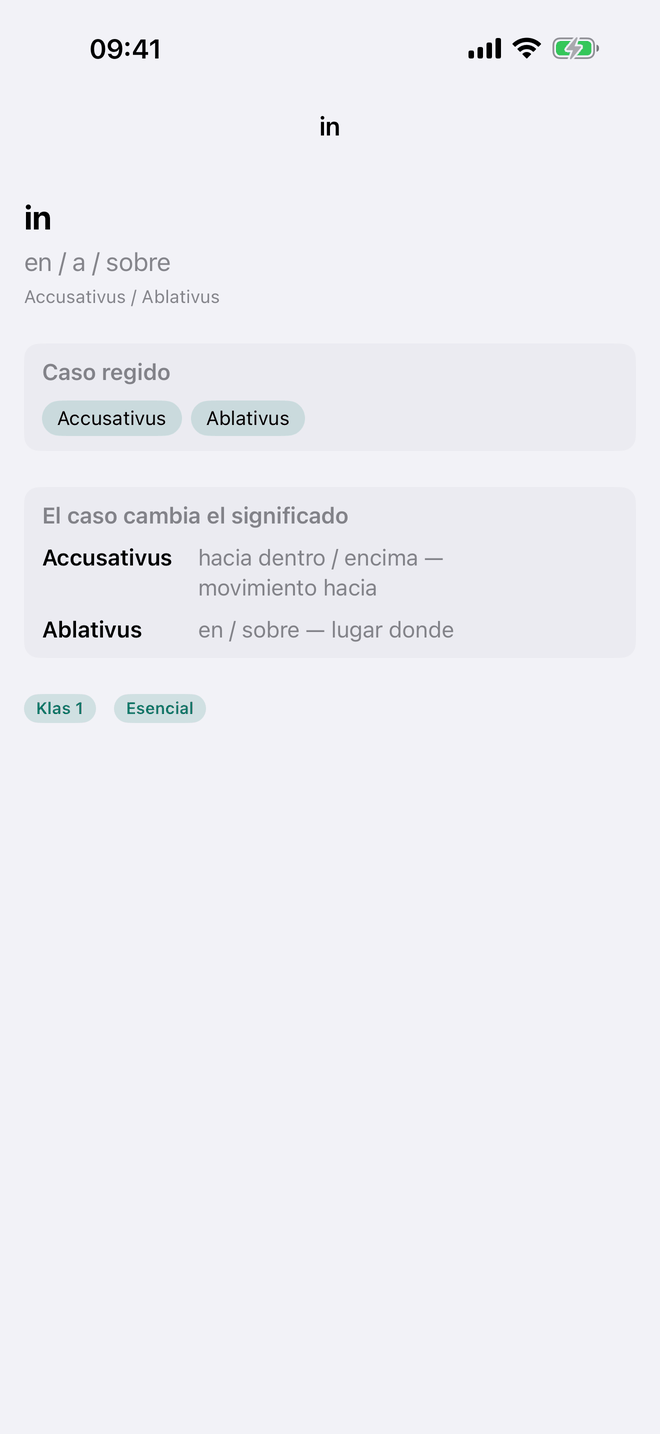 09:41
in
in
en / a / sobre
Accusativus / Ablativus
Caso regido
Accusativus Ablativus
El caso cambia el significado
Accusativus hacia dentro / encima —
movimiento hacia
Ablativus en / sobre — lugar donde
Klas 1 Esencial